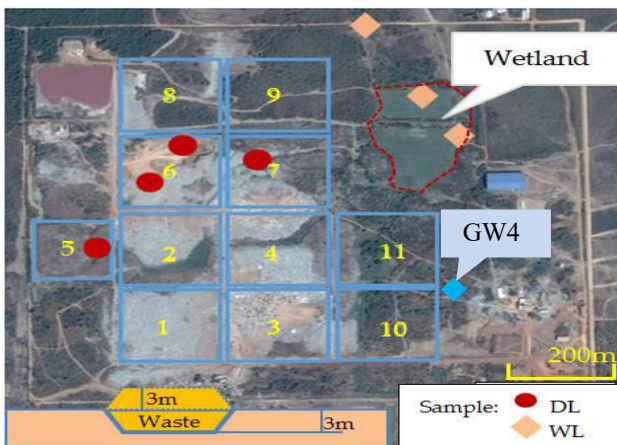 Wetland
8 9
6 7
5 2 4 11
GW4
1 3 10
200m
3m
Waste 3m
Sample: DL
WL